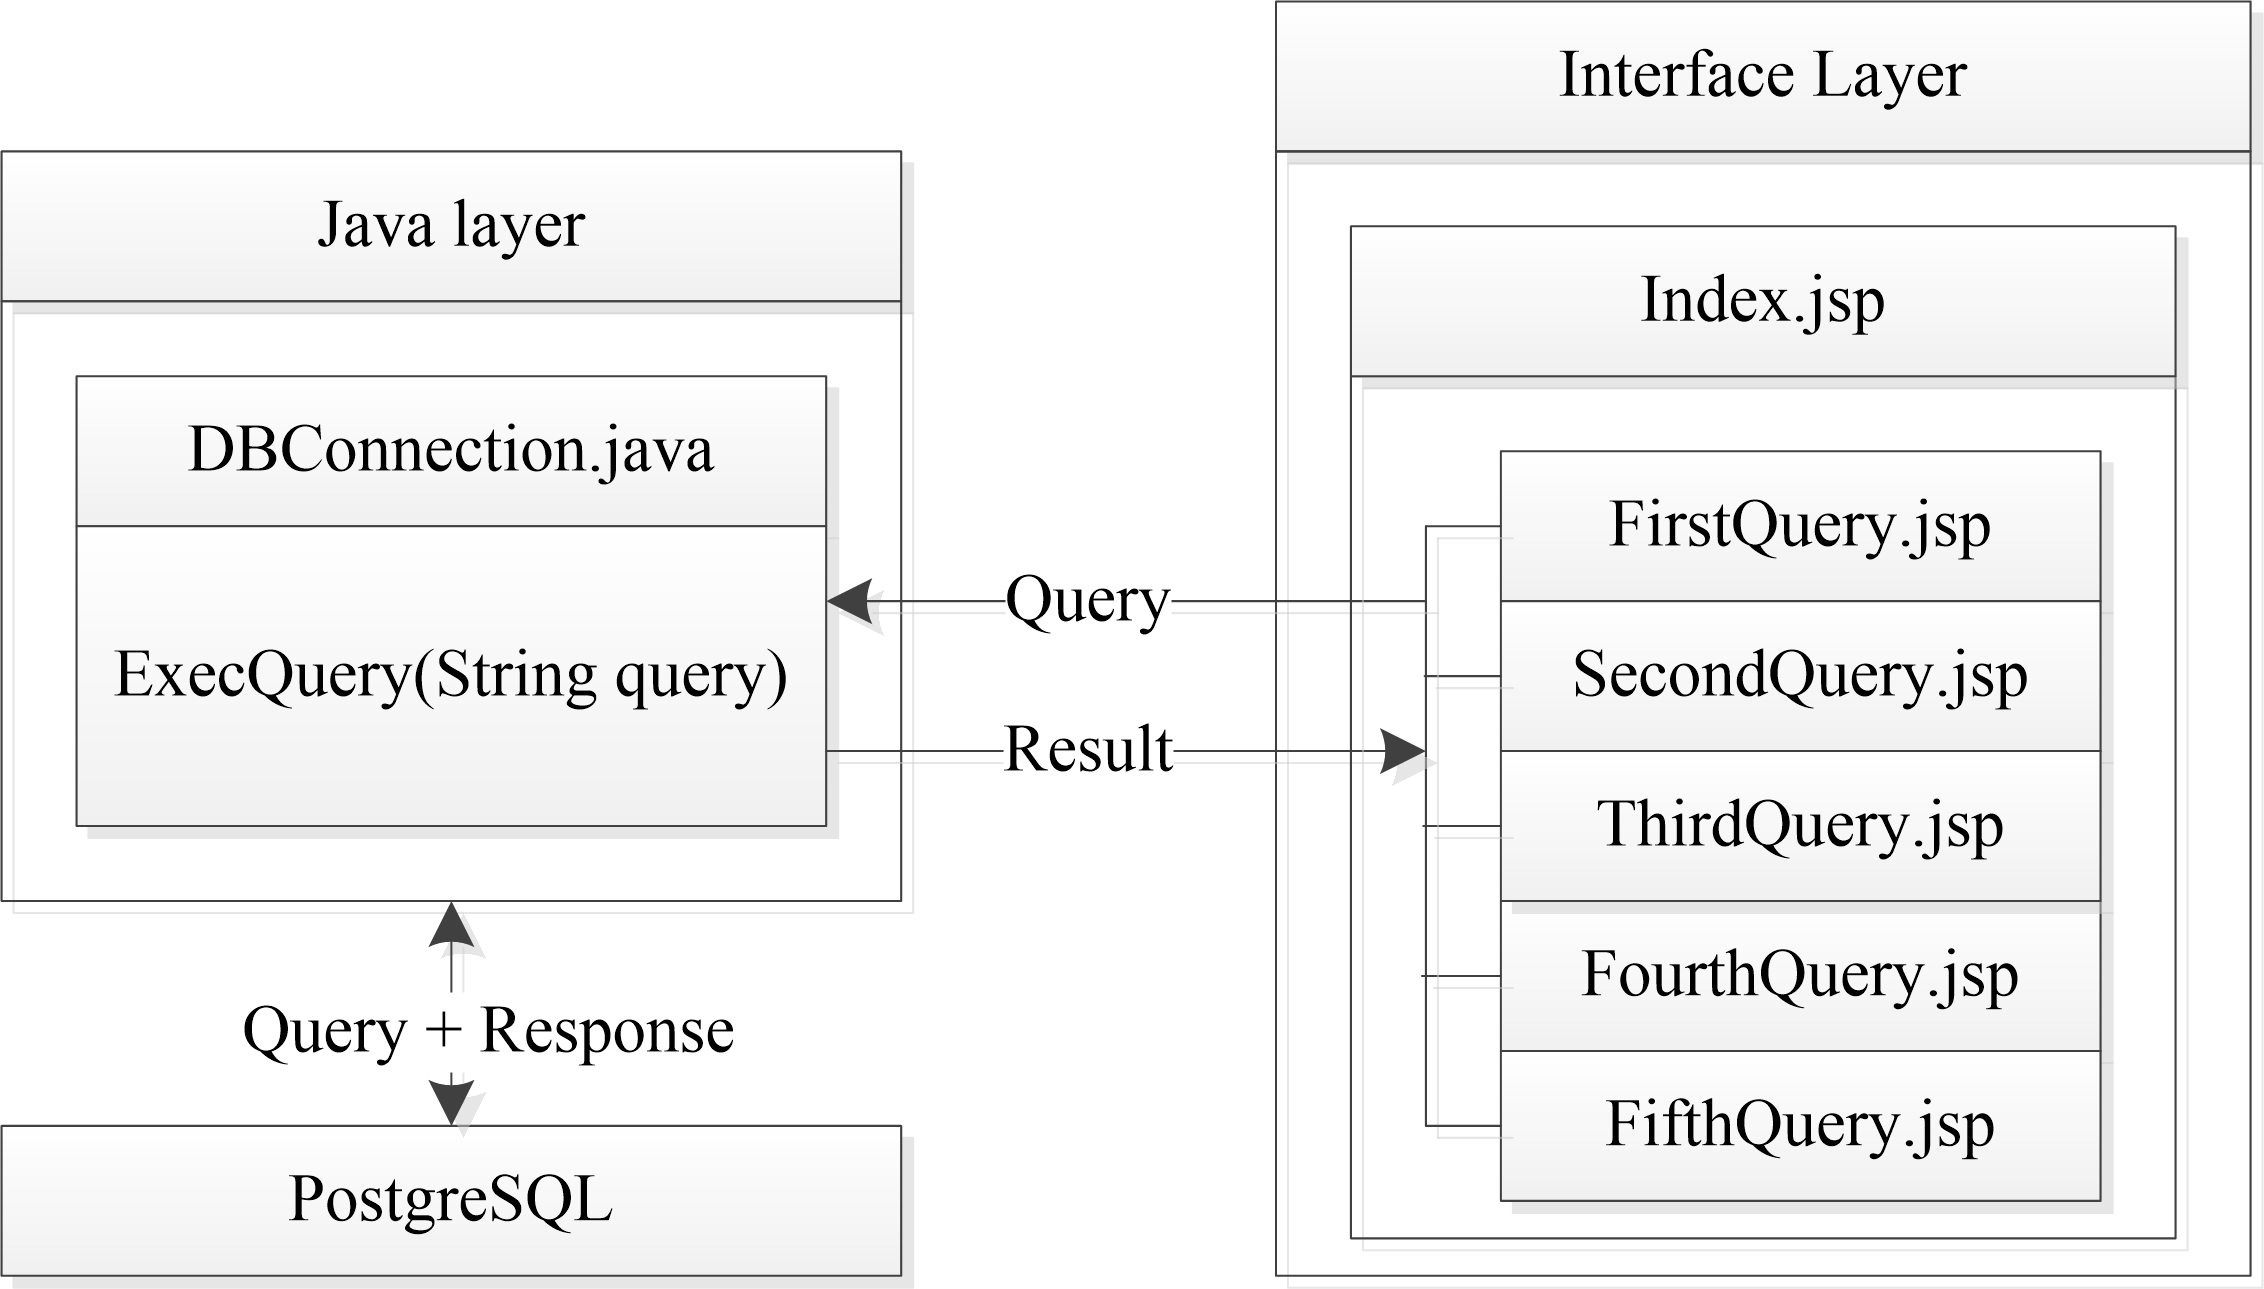 Interface Layer
Java layer
Index.jsp
DBConnection.java
ExecQuery(String query)
Query
Result
FirstQuery.jsp
SecondQuery.jsp
ThirdQuery.jsp
FourthQuery.jsp
FifthQuery.jsp
Query + Response
PostgreSQL